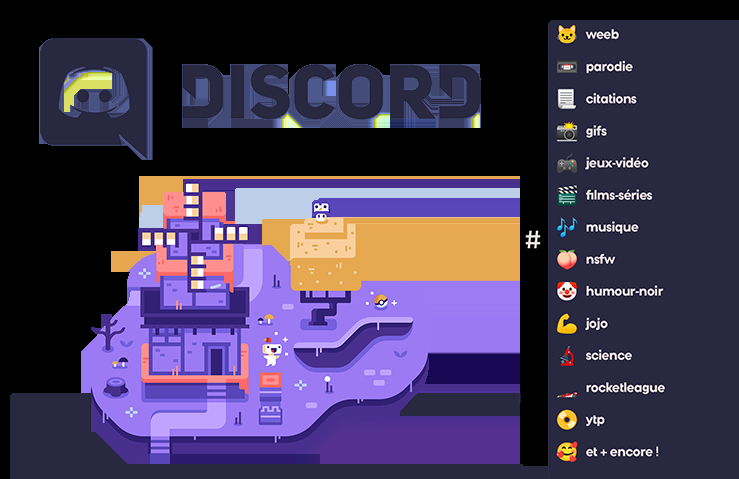 DISCORD
#
weeb
parodie
citations
gifs
jeux-vidéo
films-séries
musique
nsfw
humour-noir
jojo
science
rocketleague
ytp
et + encore !